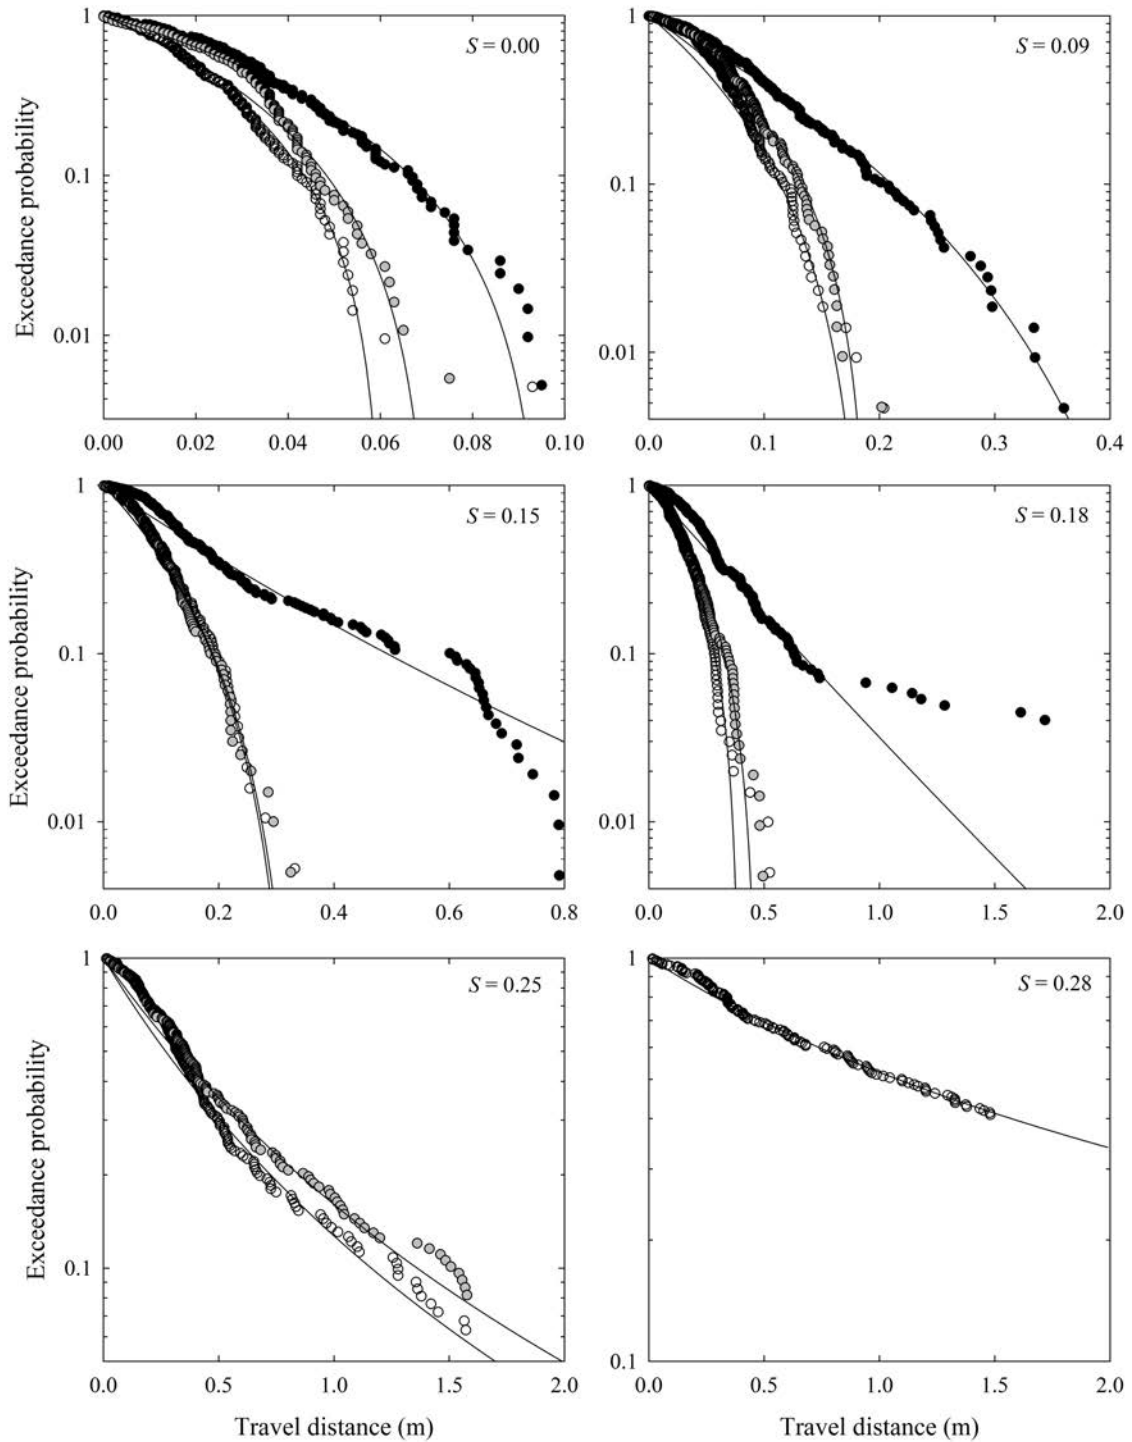 S = 0.00
S = 0.09
1
0.1
0.01
Exceedance probability
0.00 0.02 0.04 0.06 0.08 0.10
1
0.1
0.01
Exceedance probability
0.0 0.1 0.2 0.3 0.4
S = 0.15
S = 0.18
1
0.1
0.01
Exceedance probability
0.0 0.2 0.4 0.6 0.8
1
0.1
0.01
0.0 0.5 1.0 1.5 2.0
S = 0.25
S = 0.28
1
0.1
Exceedance probability
0.0 0.5 1.0 1.5 2.0
Travel distance (m)
1
0.1
0.0 0.5 1.0 1.5 2.0
Travel distance (m)